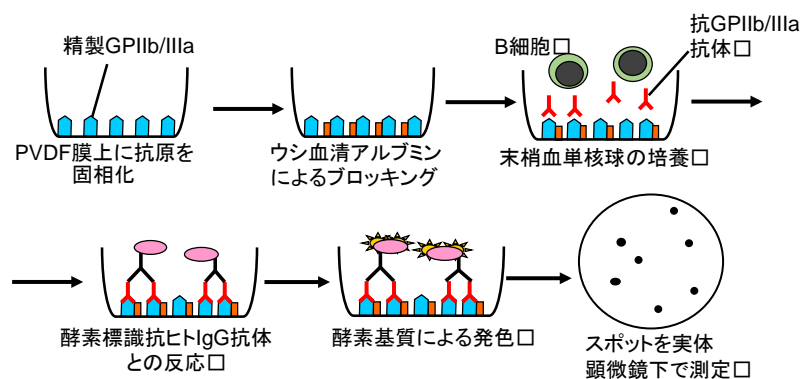 精製GPIIb/IIIa
B細胞□
抗GPIIb/IIIa
抗体□
PVDF膜上に抗原を
固相化
ウシ血清アルブミン
によるブロッキング
末梢血単核球の培養□
酵素標識抗ヒトIgG抗体
との反応□
酵素基質による発色□
スポットを実体
顕微鏡下で測定□